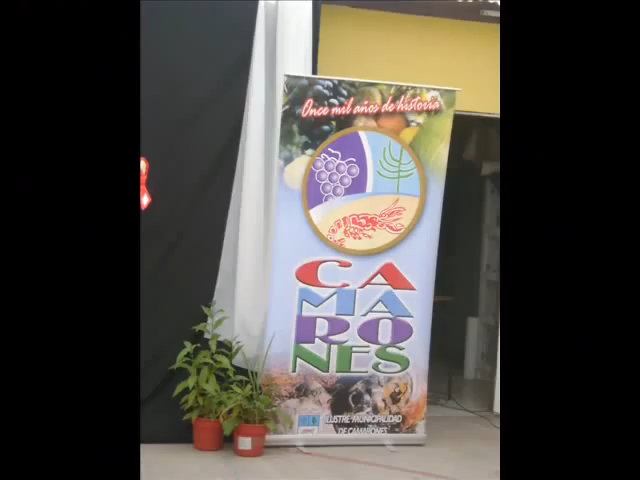 Once mil años de historia
CA
MA
RO
NES
ILUSTRE MUNICIPALIDAD
DE CAMARONES